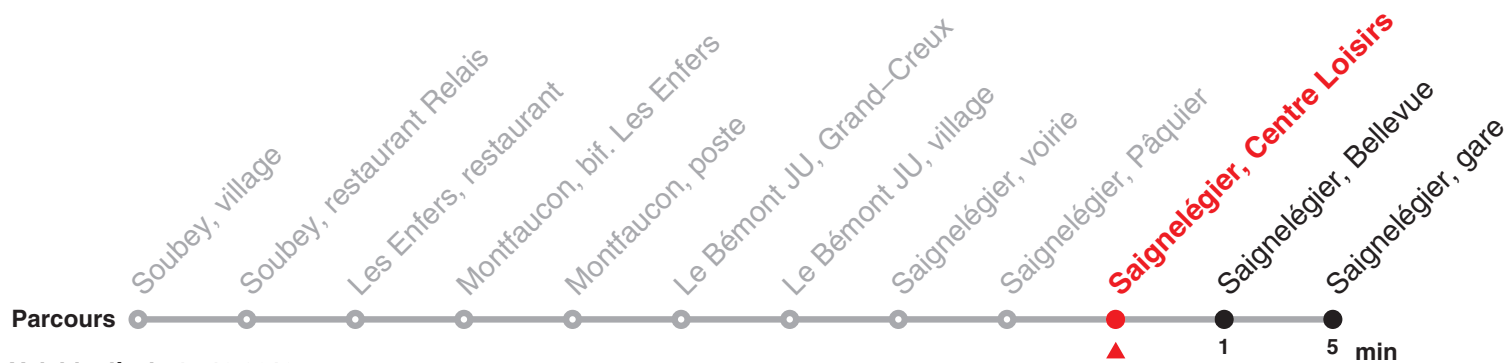 Soubey, village
Soubey, restaurant Relais
Les Enfers, restaurant
Montfaucon, bif. Les Enfers
Montfaucon, poste
Le Bémont JU, Grand–Creux
Le Bémont JU, village
Saignelégier, voirie
Saignelégier, Pâquier
Saignelégier, Centre Loisirs
Saignelégier, Bellevue
Saignelégier, gare
Parcours
1 5 min